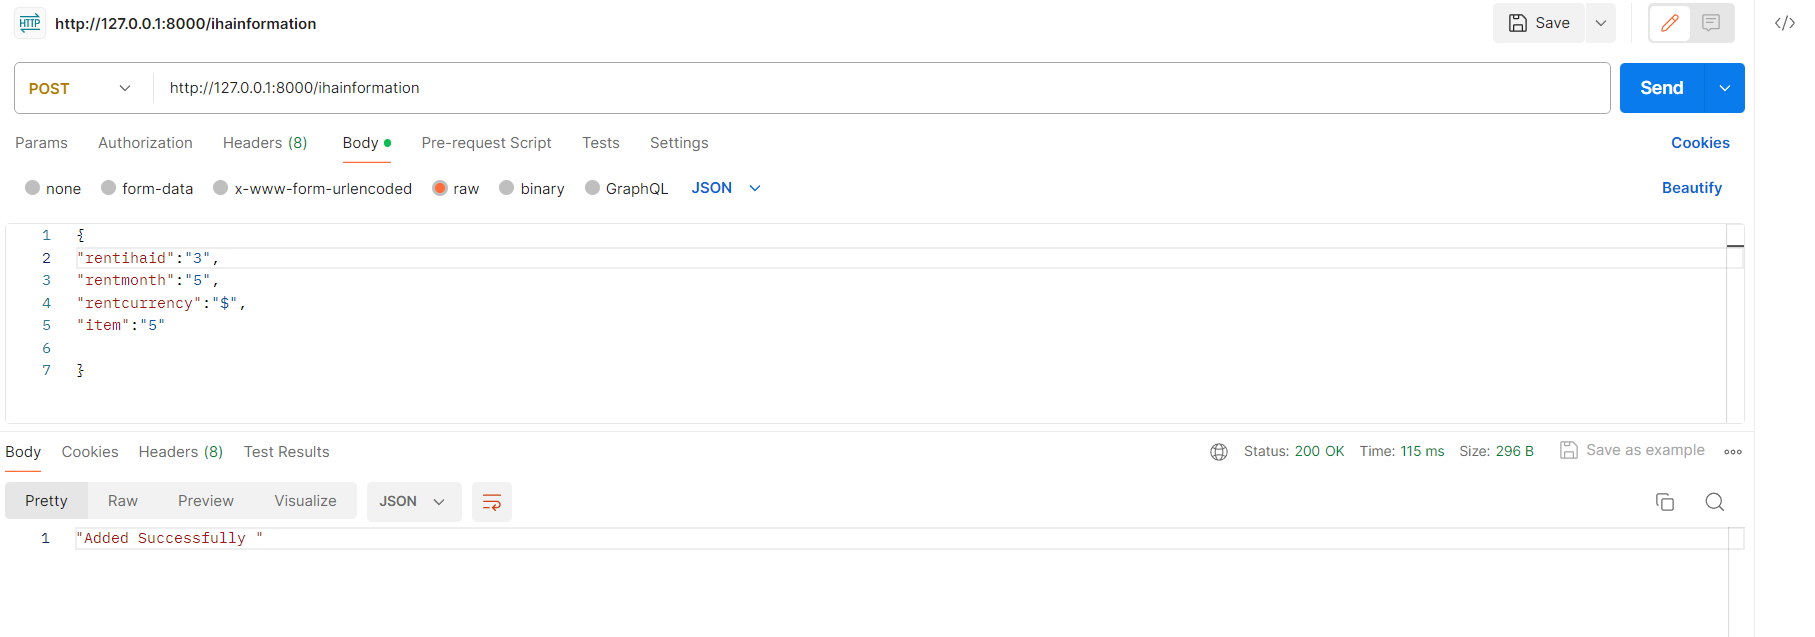 HTTP http://127.0.0.1:8000/ihainformation Save </>
POST http://127.0.0.1:8000/ihainformation Send
Params Authorization Headers (8) Body Pre-request Script Tests Settings Cookies
none form-data x-www-form-urlencoded raw binary GraphQL JSON Beautify
1 {
2 "rentihaid":"3",
3 "rentmonth":"5",
4 "rentcurrency":"$",
5 "item":"5"
6
7 }
Body Cookies Headers (8) Test Results Status: 200 OK Time: 115 ms Size: 296 B Save as example
Pretty Raw Preview Visualize JSON
1 "Added Successfully "